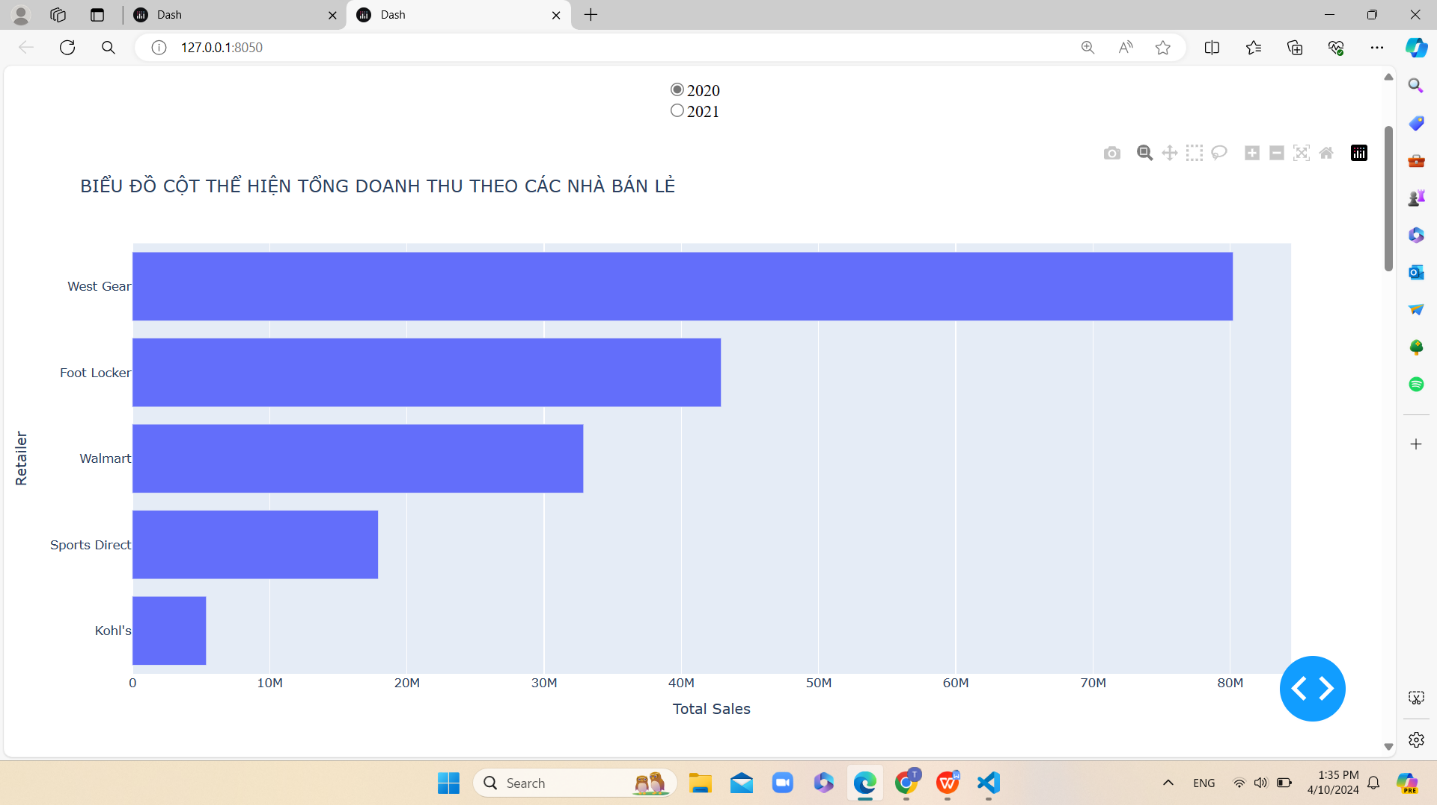 Dash
Dash
127.0.0.1:8050
2020
2021
BIỂU ĐỒ CỘT THỂ HIỆN TỔNG DOANH THU THEO CÁC NHÀ BÁN LẺ
Retailer
West Gear
Foot Locker
Walmart
Sports Direct
Kohl's
0 10M 20M 30M 40M 50M 60M 70M 80M
Total Sales
Search
T
W
ENG
1:35 PM
4/10/2024
PRE